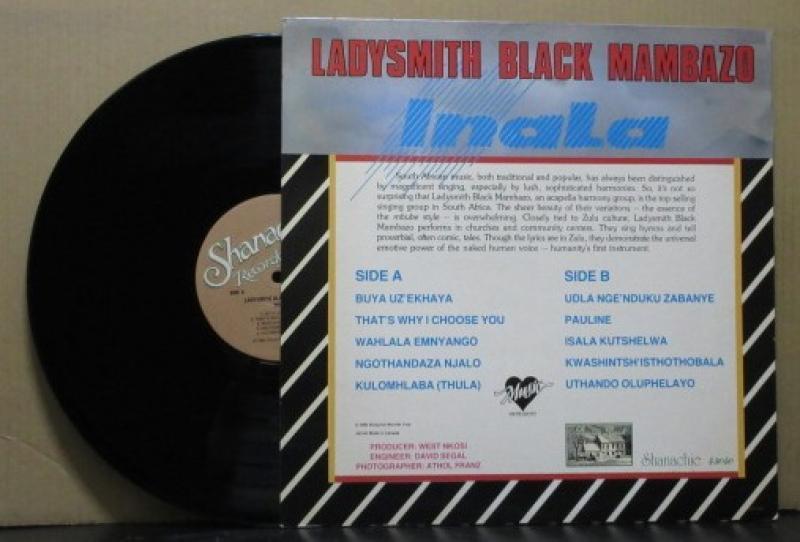 LADYSMITH BLACK MAMBAZO
InaLa
South African music, both traditional and popular, has always been distinguished
by magnificent singing, especially by lush, sophisticated harmonies. So, it's not so
surprising that Ladysmith Black Mambazo, an acapella harmony group, is the top selling
singing group in South Africa. The sheer beauty of their variations – the essence of
the mbube style – is overwhelming. Closely tied to Zulu culture, Ladysmith Black
Mambazo performs in churches and community centers. They sing hymns and tell
proverbial, often comic, tales. Though the lyrics are in Zulu, they demonstrate the universal
emotive power of the naked human voice – humanity's first instrument.
SIDE A
BUYA UZ'EKHAYA
THAT'S WHY I CHOOSE YOU
WAHLALA EMNYANGO
NGOTHANDAZA NJALO
KULOMHLABA (THULA)
SIDE B
UDLA NGE'NDUKU ZABANYE
PAULINE
ISALA KUTSHELWA
KWASHINTSH'ISTHOTHOBALA
UTHANDO OLUPHELAYO
Music
PRODUCER: WEST NKOSI
ENGINEER: DAVID SEGAL
PHOTOGRAPHER: ATHOL FRANZ
Shanachie 43040
Shanac
Record
SIDE A